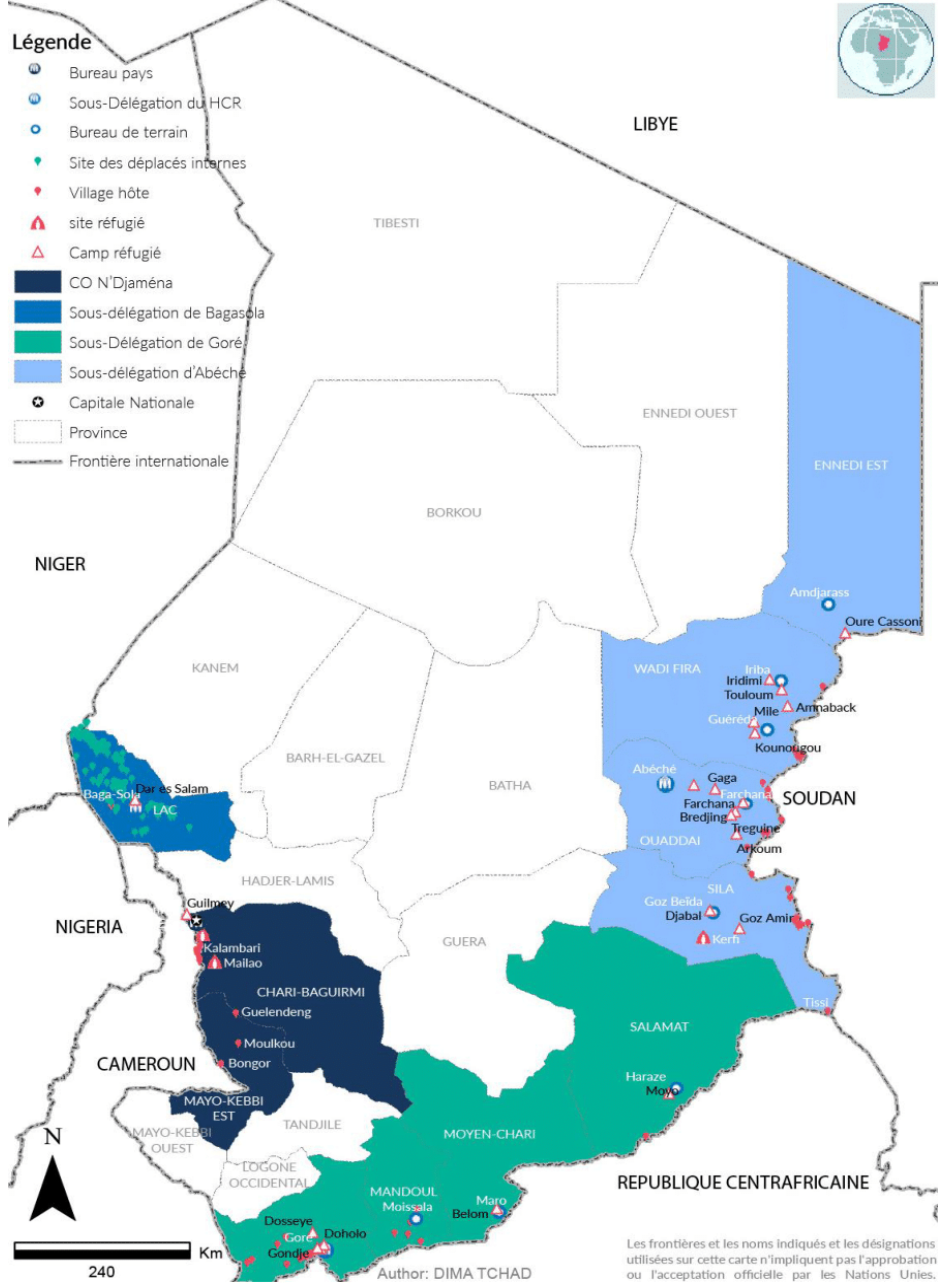 Légende
Bureau pays
Sous-Délégation du HCR
Bureau de terrain
Site des déplacés internes
Village hôte
site réfugié
Camp réfugié
CO N'Djaména
Sous-délégation de Bagasola
Sous-Délégation de Goré
Sous-délégation d'Abéché
Capitale Nationale
Province
Frontière internationale
LIBYE
TIBESTI
ENNEDI OUEST
ENNEDI EST
BORKOU
NIGER
Amdjarass
Oure Cassoni
KANEM
WADI FIRA
Iriba
Iridimi
Touloum
Amnaback
Mile
Guéréda
Kounougou
BARH-EL-GAZEL
BATHA
Abéché
Gaga
Farchana
SOUDAN
Dar es Salam
Baga-Sola
LAC
Farchana
Bredjing
Treguine
OUADDAI
Arkoum
HADJER-LAMIS
SILA
Guilmey
Goz Beïda
Djabal
Goz Amir
NIGERIA
GUERA
Kerfi
Kalambari
Mailao
CHARI-BAGUIRMI
Tissi
Guelendeng
SALAMAT
Moulkou
CAMEROUN
Bongor
Haraze
Moyo
MAYO-KEBBI
EST
MAYO-KEBBI
OUEST
TANDJILE
MOYEN-CHARI
N
LOGONE
OCCIDENTAL
REPUBLIQUE CENTRAFRICAINE
MANDOUL
Moissala
Maro
Belom
Dosseye
Goré
Doholo
Gondje
Km
240
Author: DIMA TCHAD
Les frontières et les noms indiqués et les désignations
utilisées sur cette carte n'impliquent pas l'approbation
ou l'acceptation officielle par les Nations Unies.